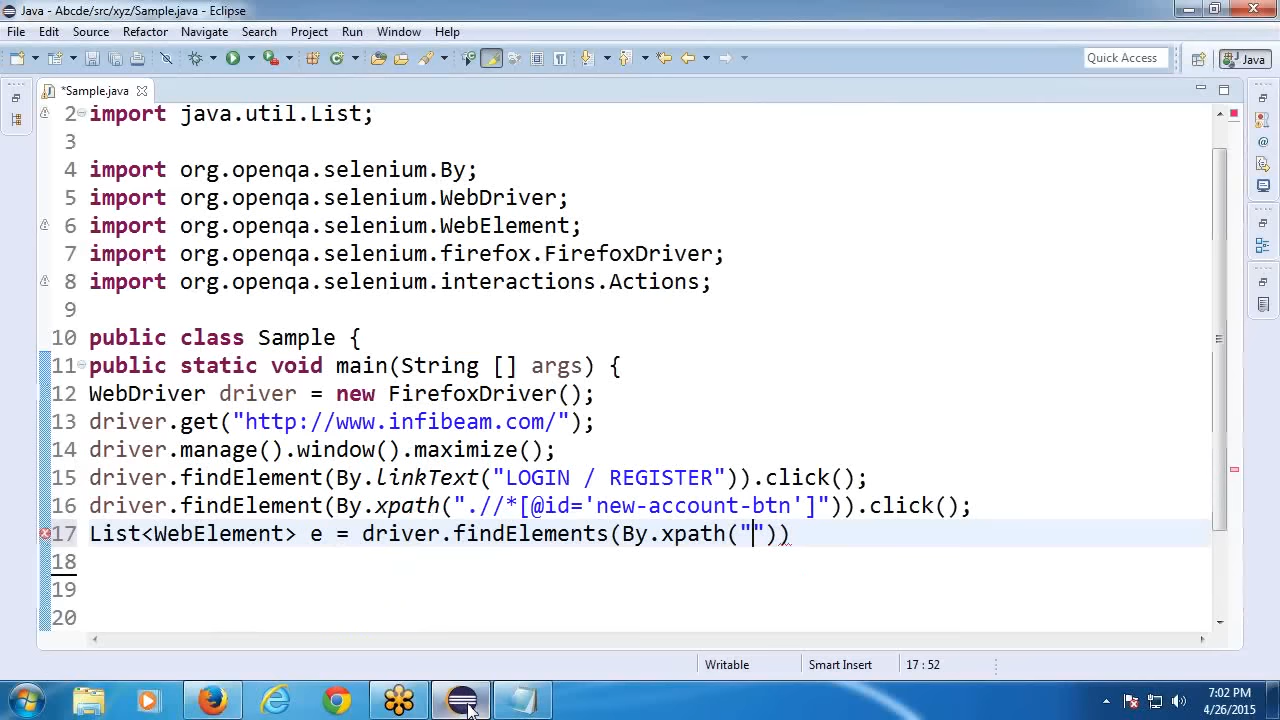 Java - Abcde/src/xyz/Sample.java - Eclipse
File Edit Source Refactor Navigate Search Project Run Window Help
Quick Access Java
*Sample.java
2 import java.util.List;
3
4 import org.openqa.selenium.By;
5 import org.openqa.selenium.WebDriver;
6 import org.openqa.selenium.WebElement;
7 import org.openqa.selenium.firefox.FirefoxDriver;
8 import org.openqa.selenium.interactions.Actions;
9
10 public class Sample {
11 public static void main(String [] args) {
12 WebDriver driver = new FirefoxDriver();
13 driver.get("http://www.infibeam.com/");
14 driver.manage().window().maximize();
15 driver.findElement(By.linkText("LOGIN / REGISTER")).click();
16 driver.findElement(By.xpath(".//*[@id='new-account-btn']")).click();
17 List<WebElement> e = driver.findElements(By.xpath(""))
18
19
20
Writable Smart Insert 17 : 52
7:02 PM
4/26/2015